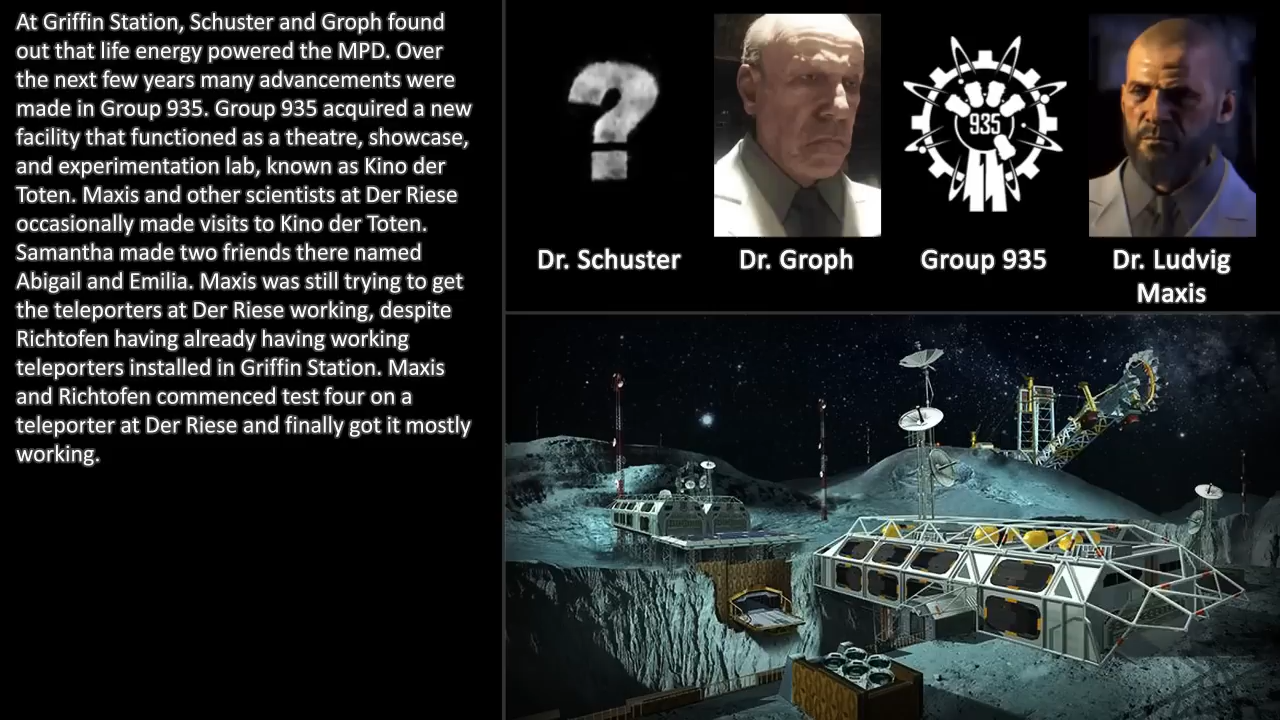 At Griffin Station, Schuster and Groph found
out that life energy powered the MPD. Over
the next few years many advancements were
made in Group 935. Group 935 acquired a new
facility that functioned as a theatre, showcase,
and experimentation lab, known as Kino der
Toten. Maxis and other scientists at Der Riese
occasionally made visits to Kino der Toten.
Samantha made two friends there named
Abigail and Emilia. Maxis was still trying to get
the teleporters at Der Riese working, despite
Richtofen having already having working
teleporters installed in Griffin Station. Maxis
and Richtofen commenced test four on a
teleporter at Der Riese and finally got it mostly
working.
?
935
Dr. Schuster
Dr. Groph
Group 935
Dr. Ludvig
Maxis